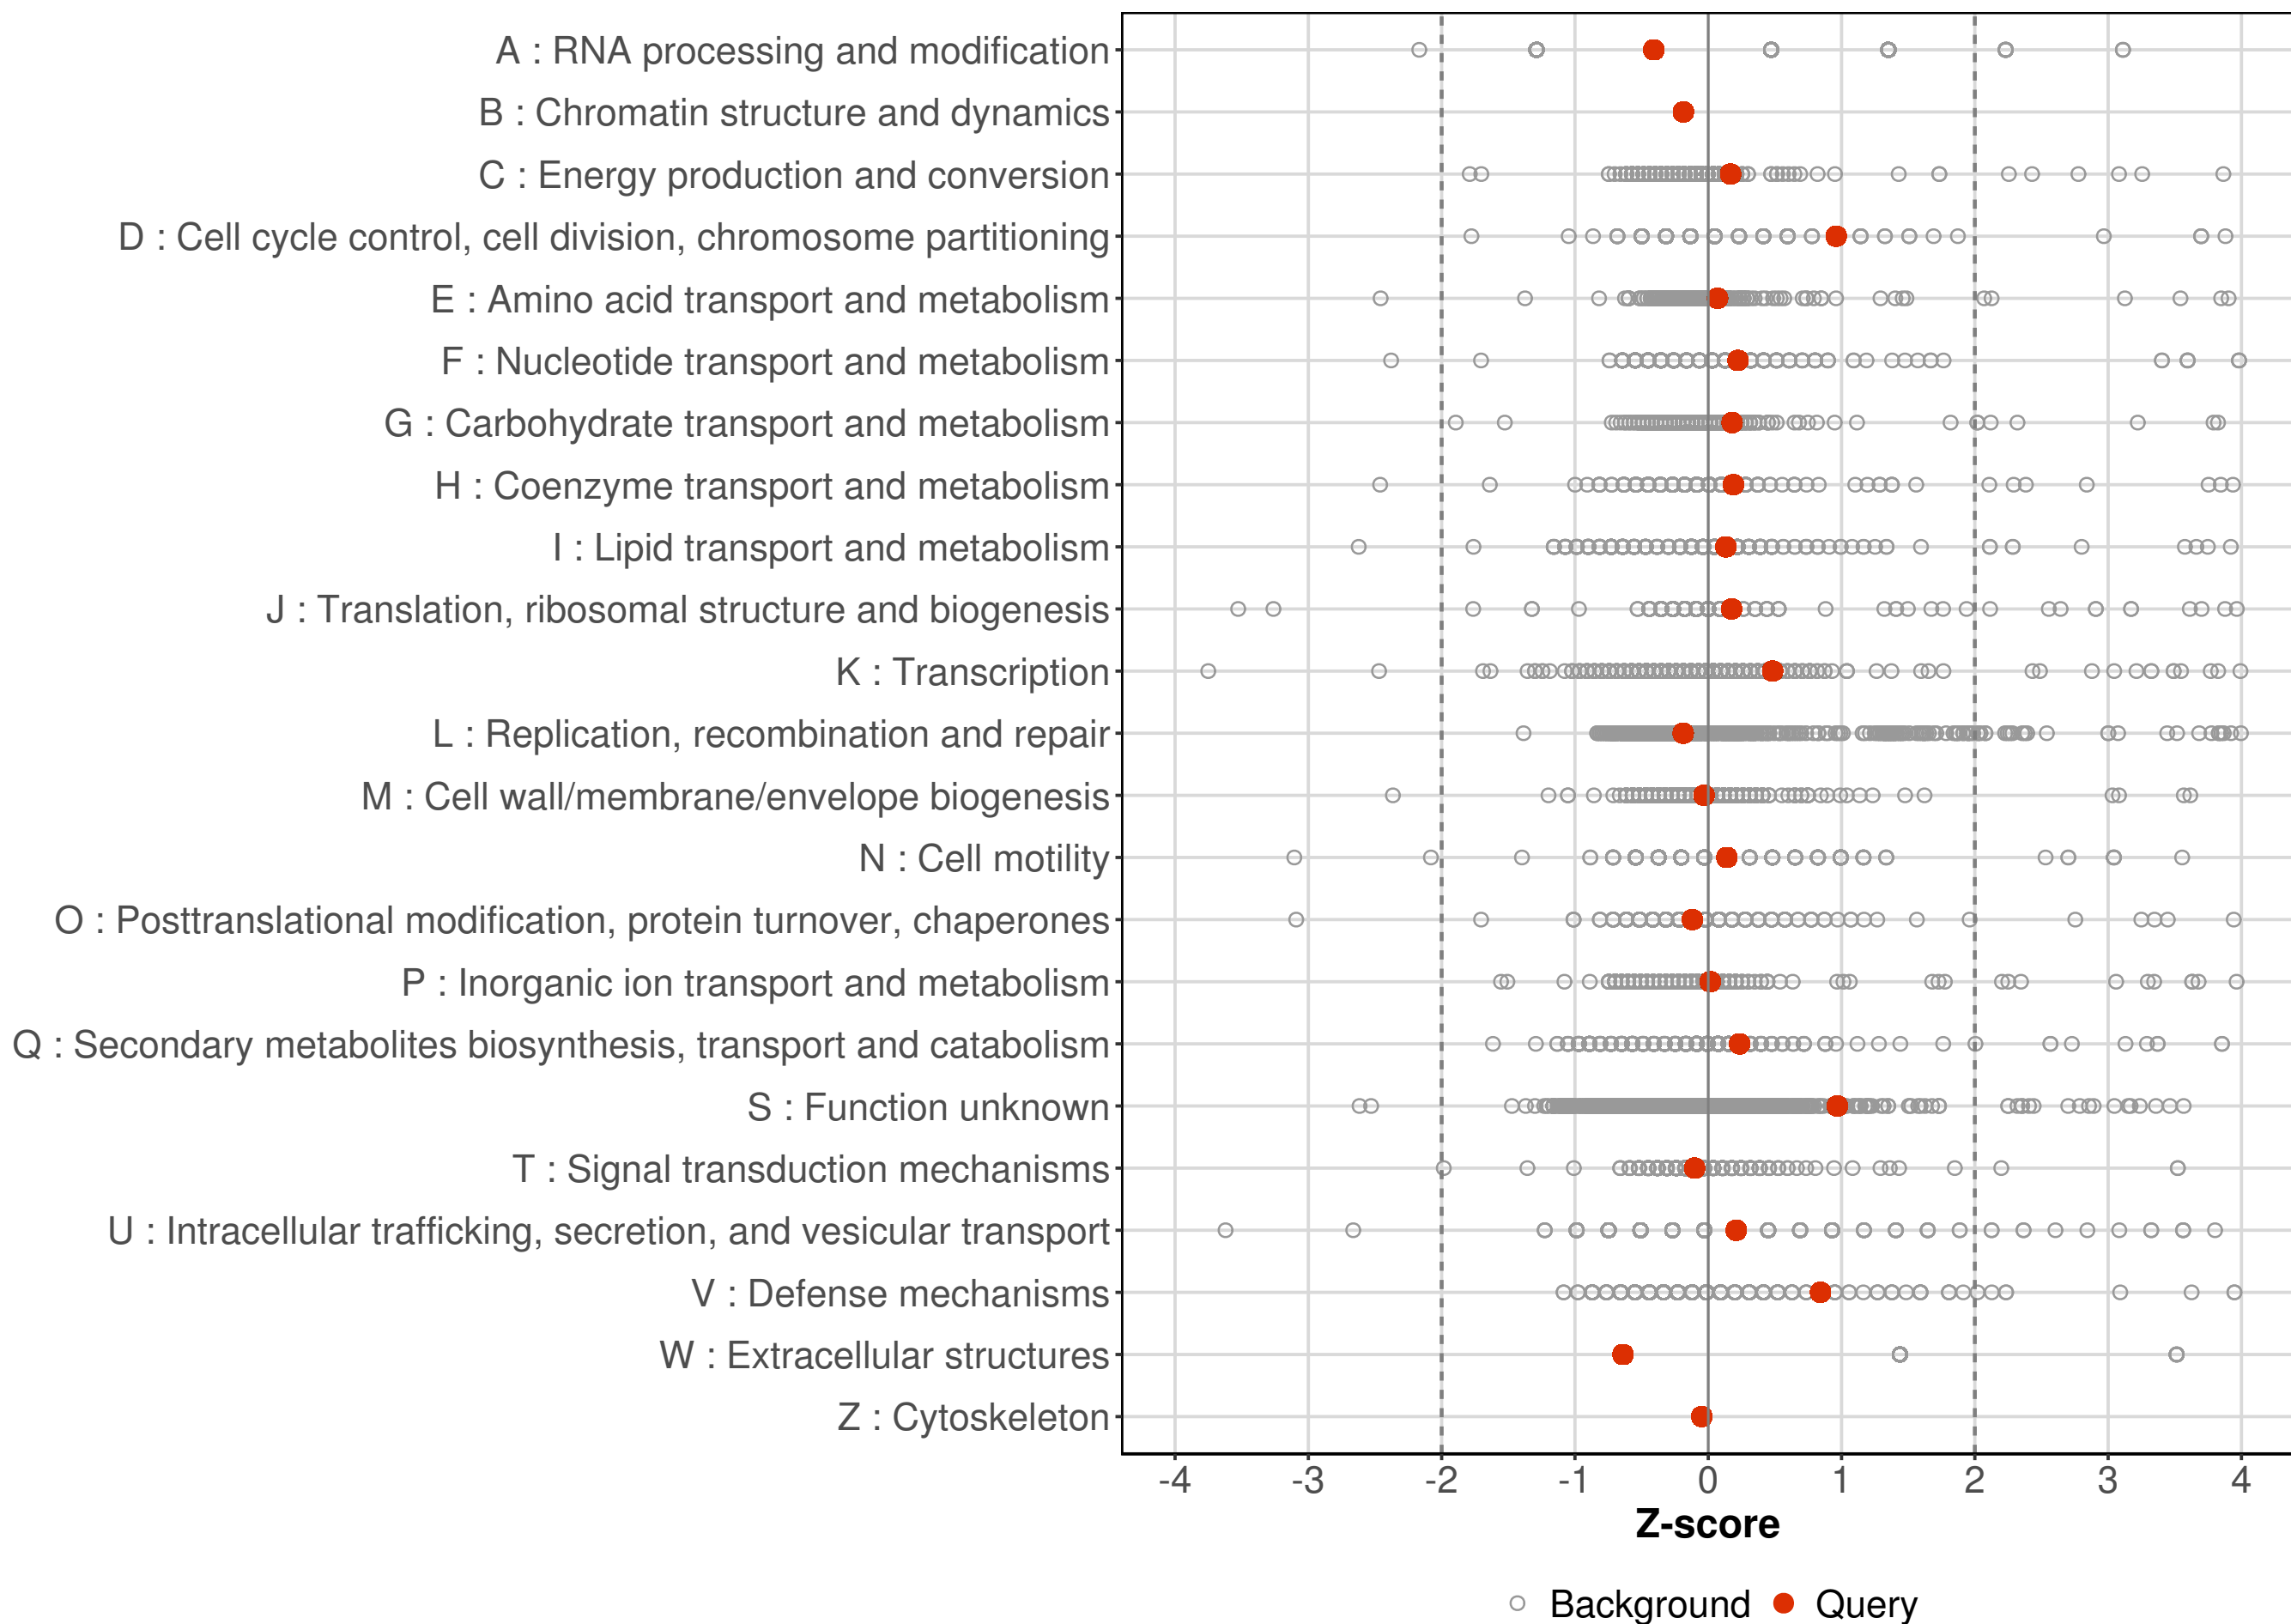 A : RNA processing and modification
B : Chromatin structure and dynamics
C : Energy production and conversion
D : Cell cycle control, cell division, chromosome partitioning
E : Amino acid transport and metabolism
F : Nucleotide transport and metabolism
G : Carbohydrate transport and metabolism
H : Coenzyme transport and metabolism
I : Lipid transport and metabolism
J : Translation, ribosomal structure and biogenesis
K : Transcription
L : Replication, recombination and repair
M : Cell wall/membrane/envelope biogenesis
N : Cell motility
O : Posttranslational modification, protein turnover, chaperones
P : Inorganic ion transport and metabolism
Q : Secondary metabolites biosynthesis, transport and catabolism
S : Function unknown
T : Signal transduction mechanisms
U : Intracellular trafficking, secretion, and vesicular transport
V : Defense mechanisms
W : Extracellular structures
Z : Cytoskeleton
-4 -3 -2 -1 0 1 2 3 4
Z-score
Background Query